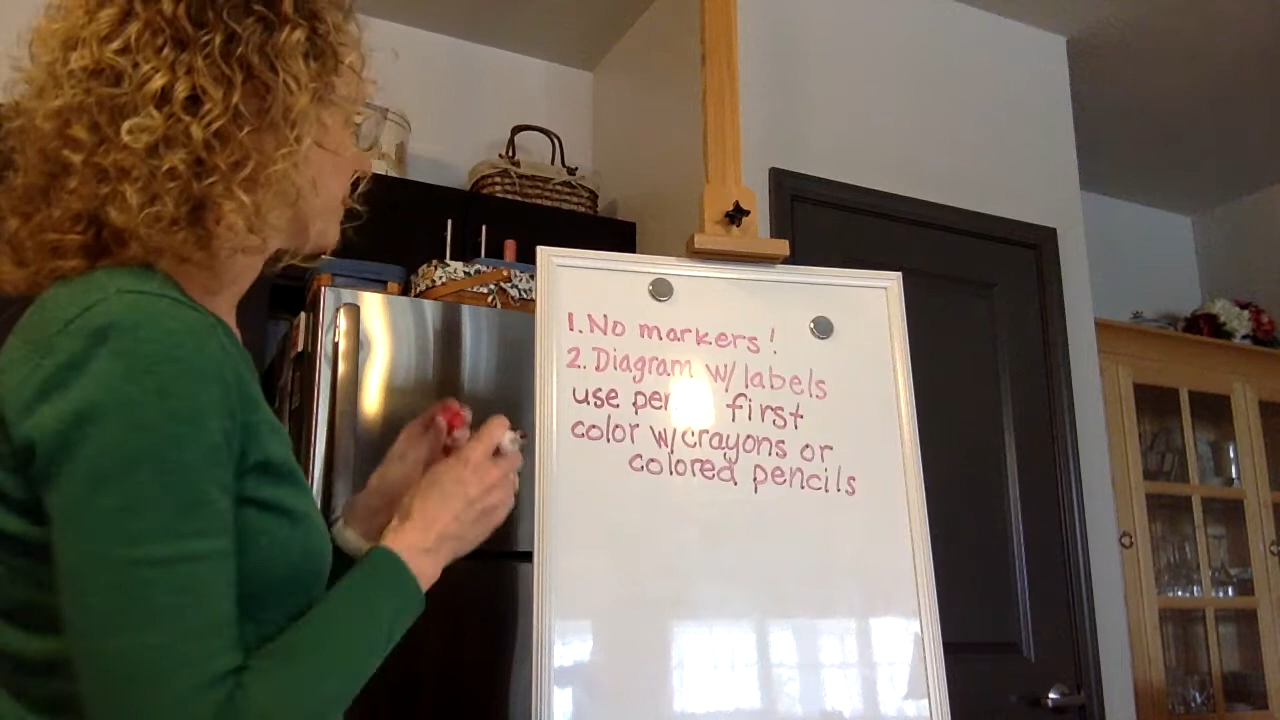 1. No markers!
2. Diagram w/ labels
use first
color w/crayons or
colored pencils